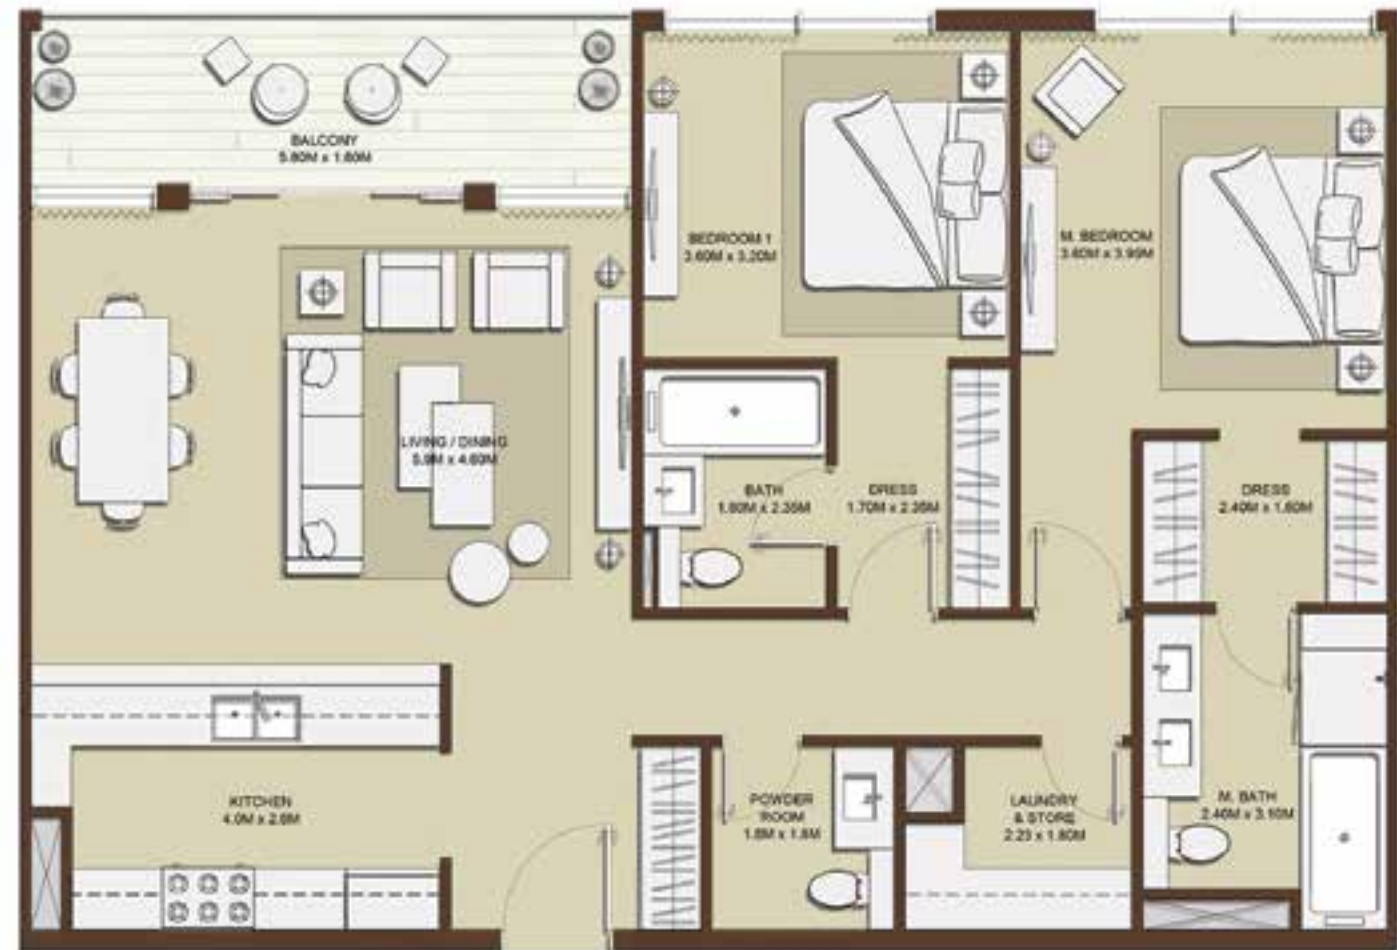 BALCONY
5.80M x 1.60M
BEDROOM 1
3.60M x 3.20M
M. BEDROOM
3.60M x 3.99M
LIVING / DINING
5.9M x 4.60M
BATH
1.80M x 2.35M
DRESS
1.70M x 2.35M
DRESS
2.40M x 1.60M
KITCHEN
4.0M x 2.6M
POWDER
ROOM
1.8M x 1.8M
LAUNDRY
& STORE
2.23 x 1.80M
M. BATH
2.40M x 3.10M